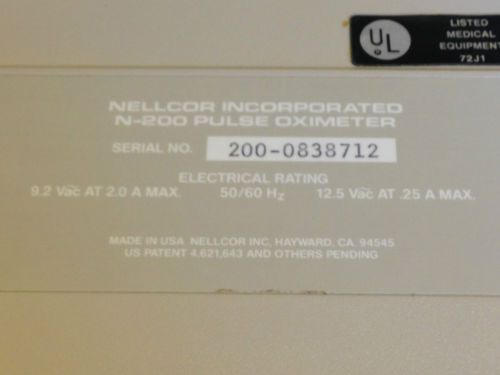 UL
LISTED
MEDICAL
EQUIPMENT
72J1
NELLCOR INCORPORATED
N-200 PULSE OXIMETER
SERIAL NO. 200-0838712
ELECTRICAL RATING
9.2 Vac AT 2.0 A MAX. 50/60 Hz 12.5 Vac AT .25 A MAX.
MADE IN USA NELLCOR INC, HAYWARD, CA. 94545
US PATENT 4,621,643 AND OTHERS PENDING